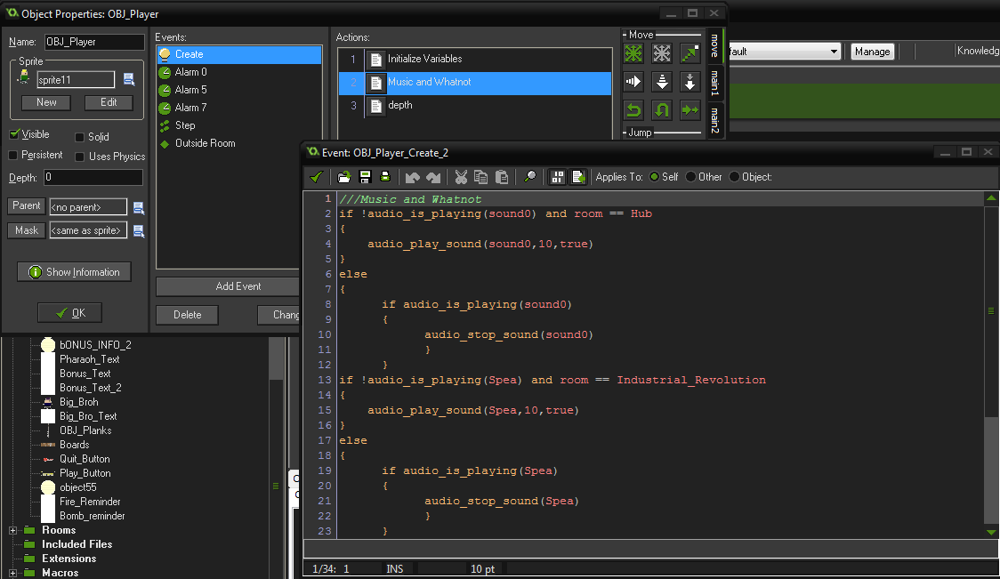 Object Properties: OBJ_Player
Name: OBJ_Player
Sprite
sprite11
New Edit
Visible Solid
Persistent Uses Physics
Depth: 0
Parent <no parent>
Mask <same as sprite>
Show Information
OK
Events:
Create
Alarm 0
Alarm 5
Alarm 7
Step
Outside Room
Add Event
Delete Chang
Actions:
1 Initialize Variables
2 Music and Whatnot
3 depth
Move
Jump
move
main1
main2
fault Manage Knowledg
Event: OBJ_Player_Create_2
Applies To: Self Other Object:
1 ///Music and Whatnot
2 if !audio_is_playing(sound0) and room == Hub
3 {
4 audio_play_sound(sound0,10,true)
5 }
6 else
7 {
8 if audio_is_playing(sound0)
9 {
10 audio_stop_sound(sound0)
11 }
12 }
13 if !audio_is_playing(Spea) and room == Industrial_Revolution
14 {
15 audio_play_sound(Spea,10,true)
16 }
17 else
18 {
19 if audio_is_playing(Spea)
20 {
21 audio_stop_sound(Spea)
22 }
23 }
1/34: 1 INS 10 pt
bONUS_INFO_2
Pharaoh_Text
Bonus_Text
Bonus_Text_2
Big_Broh
Big_Bro_Text
OBJ_Planks
Boards
Quit_Button
Play_Button
object55
Fire_Reminder
Bomb_reminder
Rooms
Included Files
Extensions
Macros